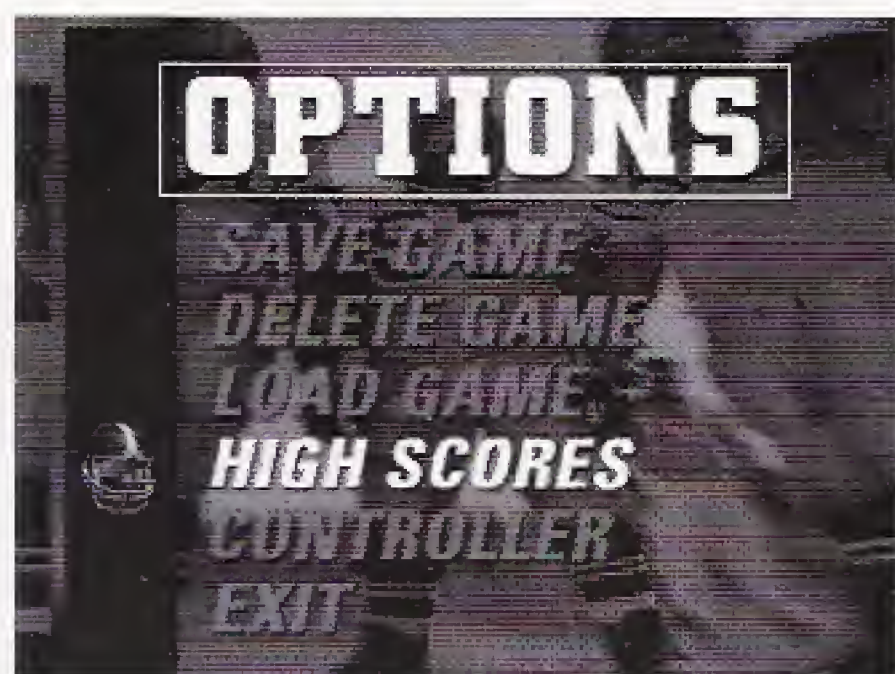 OPTIONS
SAVE GAME
DELETE GAME
LOAD GAME
HIGH SCORES
CONTROLLER
EXIT